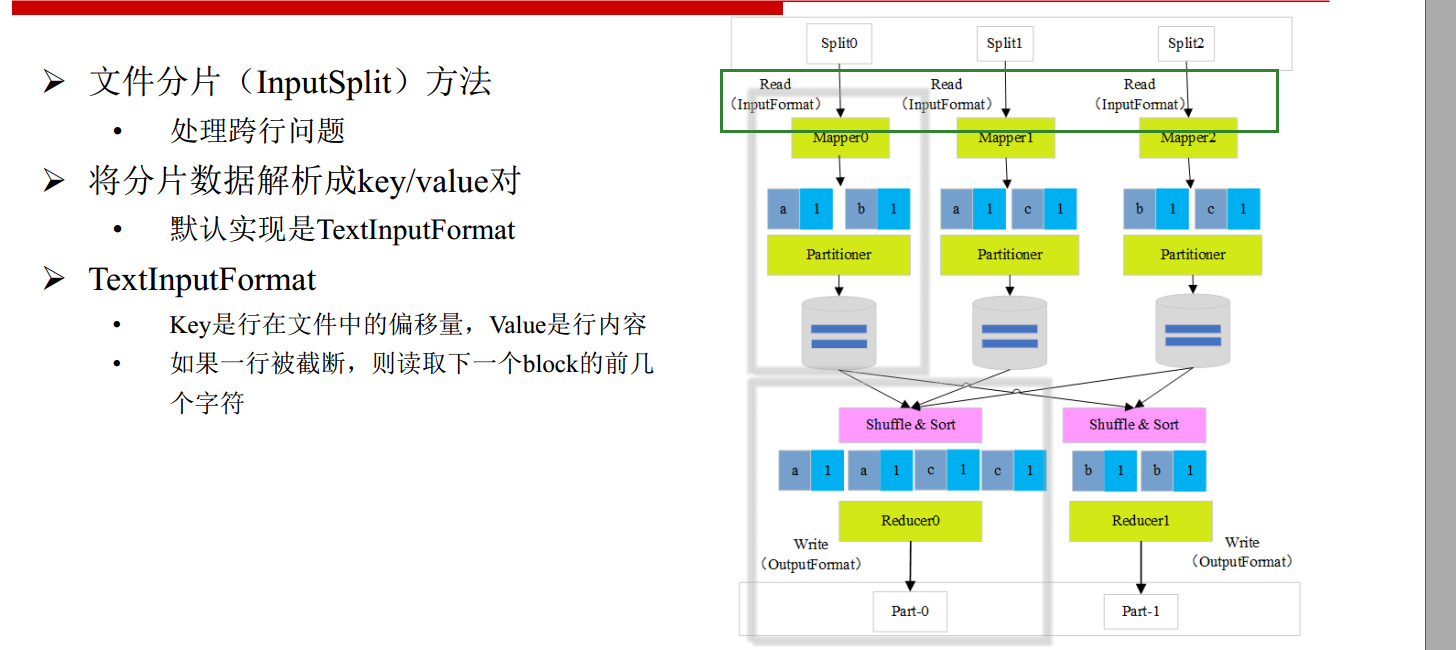 文件分片（InputSplit）方法
处理跨行问题
将分片数据解析成key/value对
默认实现是TextInputFormat
TextInputFormat
Key是行在文件中的偏移量，Value是行内容
如果一行被截断，则读取下一个block的前几
个字符
Split0
Split1
Split2
Read
（InputFormat）
Read
（InputFormat）
Read
（InputFormat）
Mapper0
Mapper1
Mapper2
a 1 b 1
a 1 c 1
b 1 c 1
Partitioner
Partitioner
Partitioner
Shuffle & Sort
Shuffle & Sort
a 1 a 1 c 1 c 1
b 1 b 1
Reducer0
Reducer1
Write
（OutputFormat）
Write
（OutputFormat）
Part-0
Part-1